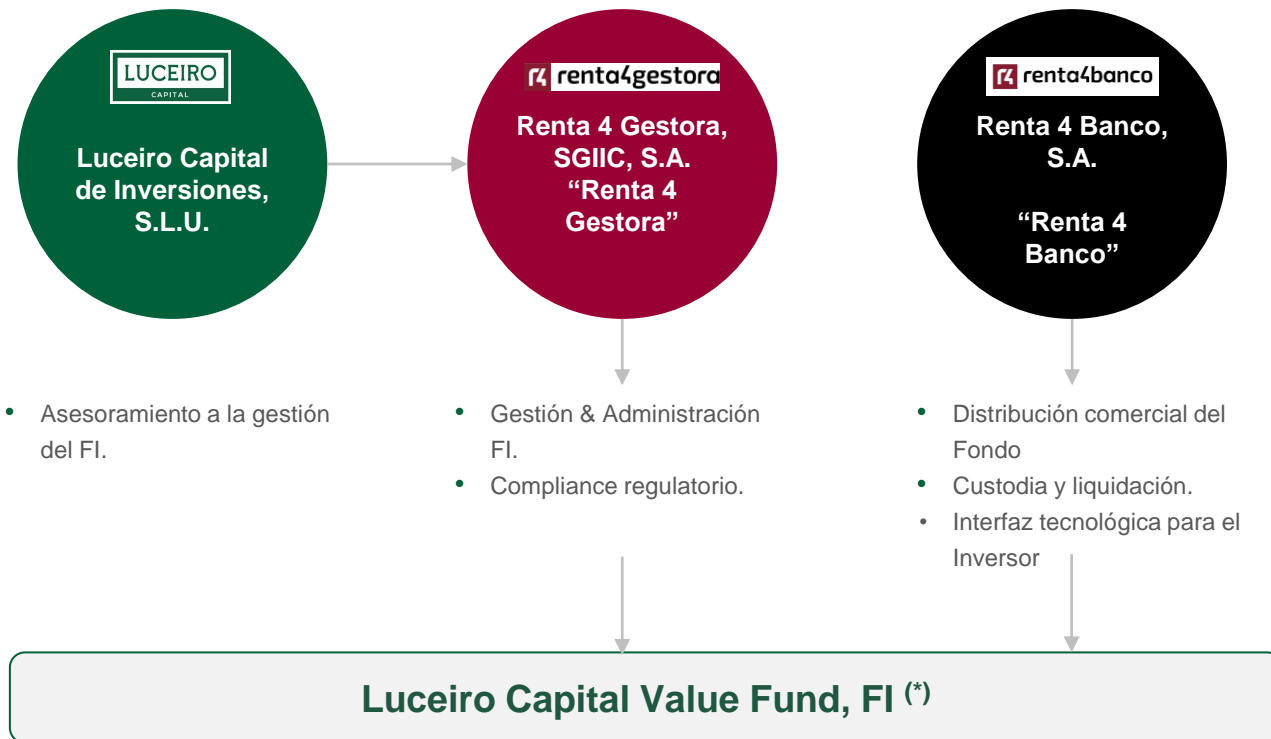 LUCEIRO
CAPITAL
Luceiro Capital
de Inversiones,
S.L.U.
r4 renta4gestora
Renta 4 Gestora,
SGIIC, S.A.
“Renta 4
Gestora”
r4 renta4banco
Renta 4 Banco,
S.A.
“Renta 4
Banco”
• Asesoramiento a la gestión
del FI.
• Gestión & Administración
FI.
• Compliance regulatorio.
• Distribución comercial del
Fondo
• Custodia y liquidación.
• Interfaz tecnológica para el
Inversor
Luceiro Capital Value Fund, FI (*)